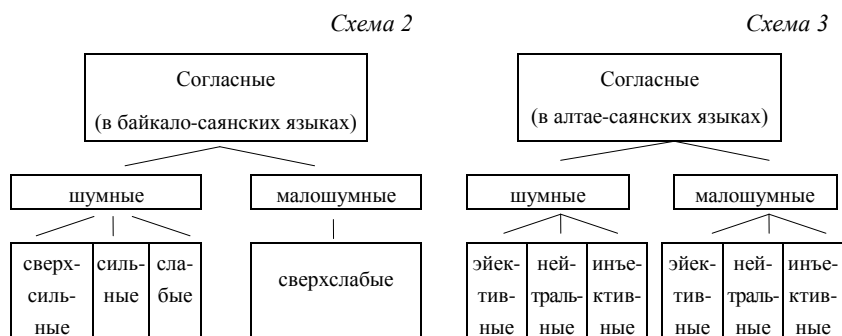 Схема 2
Согласные
(в байкало-саянских языках)
шумные
малошумные
сверх-
силь-
ные
силь-
ные
сла-
бые
сверхслабые
Схема 3
Согласные
(в алтае-саянских языках)
шумные
малошумные
эйек-
тив-
ные
ней-
траль-
ные
инъе-
ктив-
ные
эйек-
тив-
ные
ней-
траль-
ные
инъе-
ктив-
ные